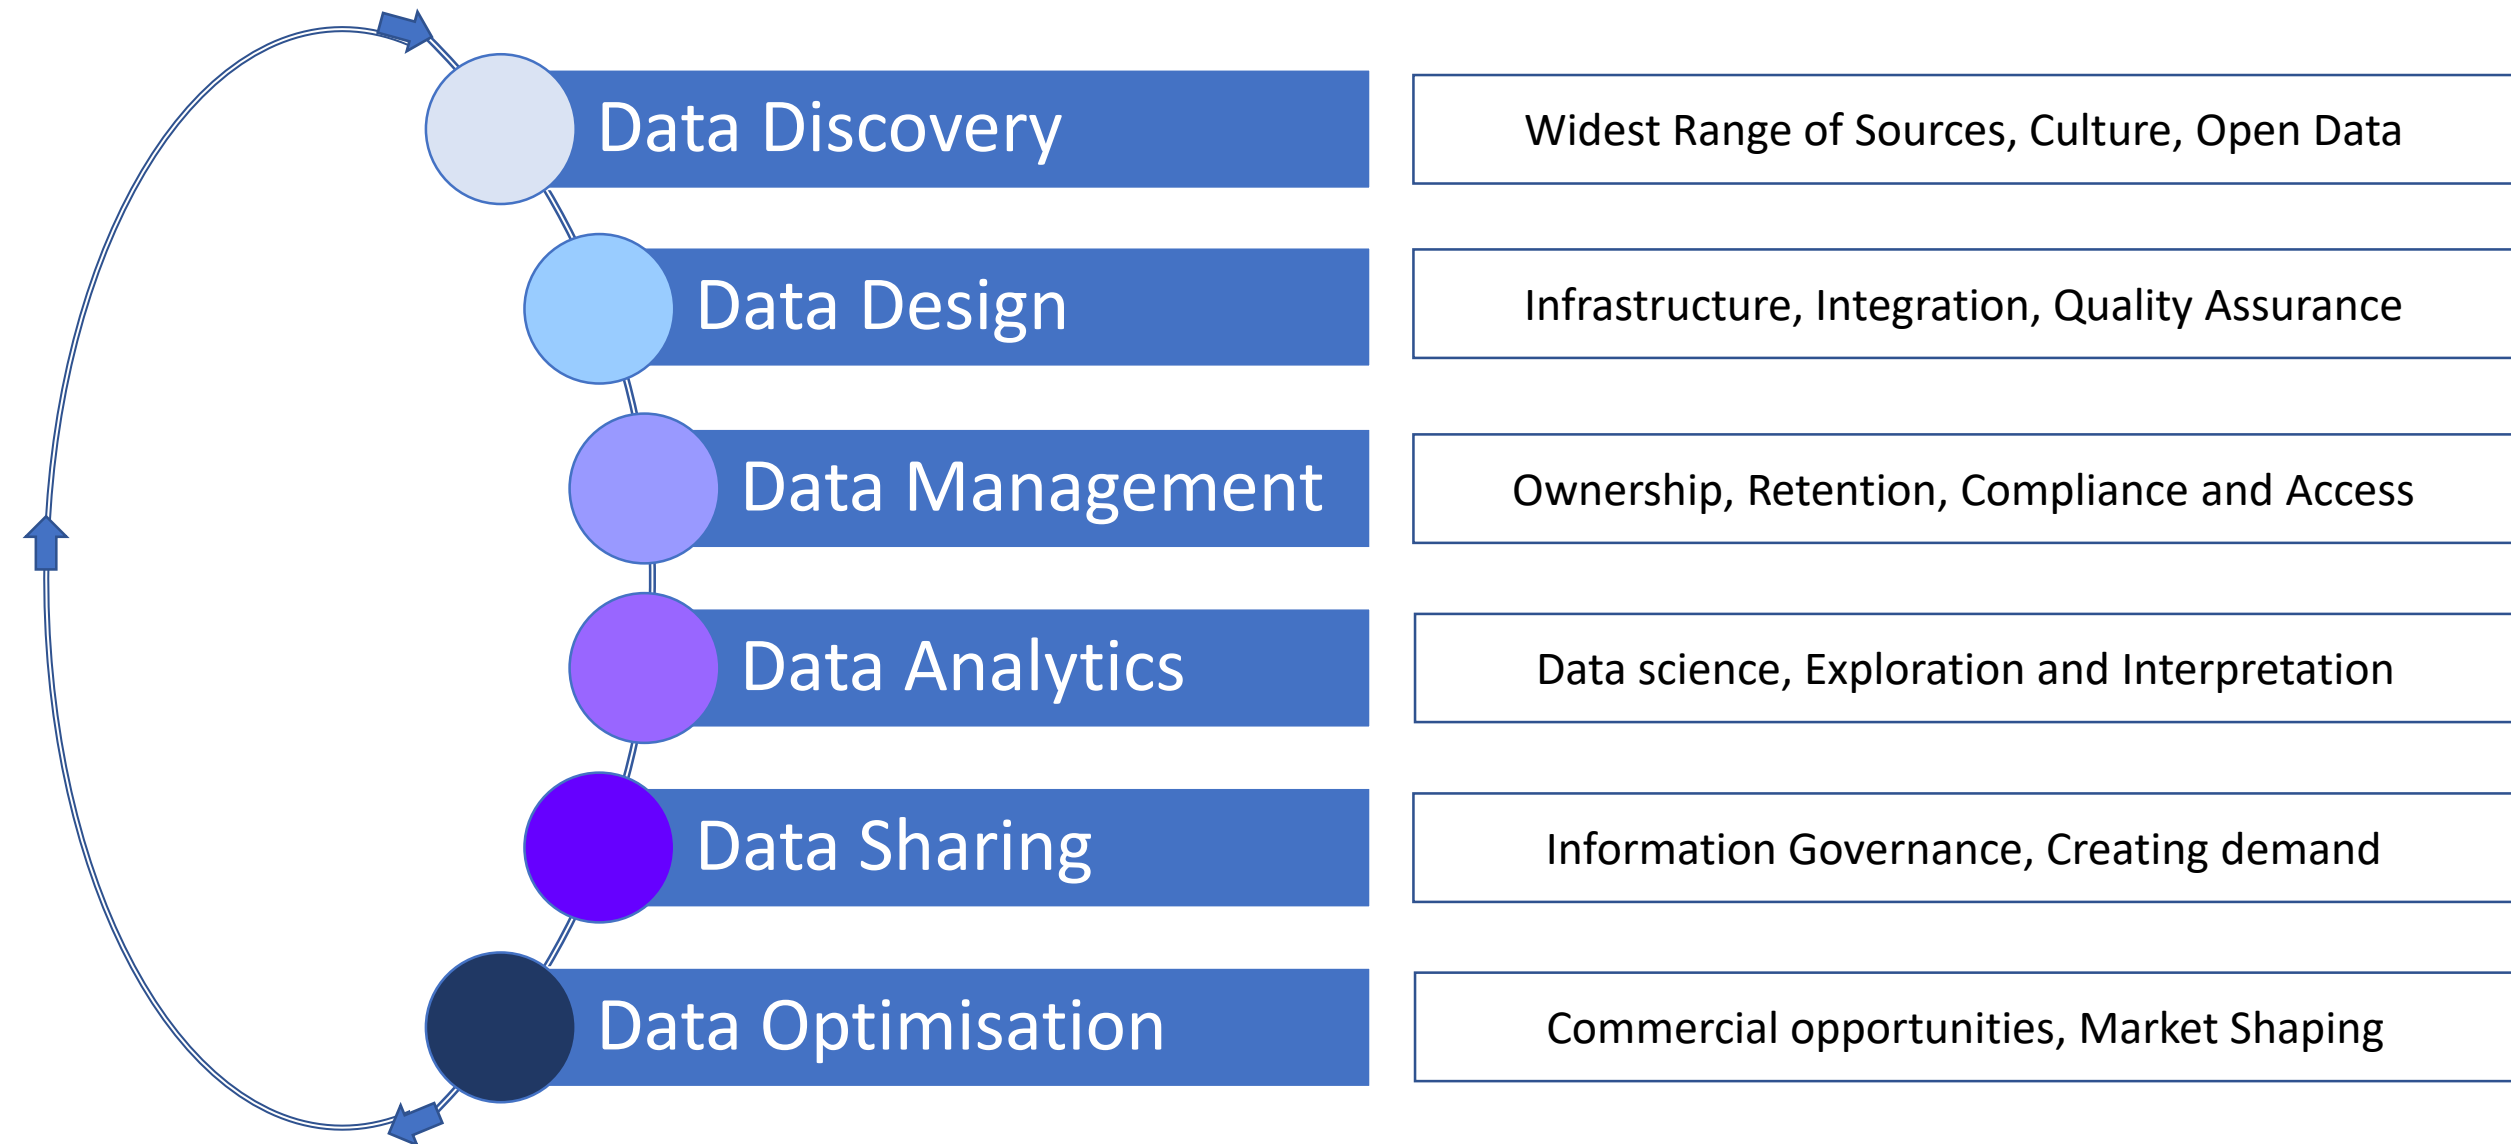 Data Discovery
Widest Range of Sources, Culture, Open Data
Data Design
Infrastructure, Integration, Quality Assurance
Data Management
Ownership, Retention, Compliance and Access
Data Analytics
Data science, Exploration and Interpretation
Data Sharing
Information Governance, Creating demand
Data Optimisation
Commercial opportunities, Market Shaping